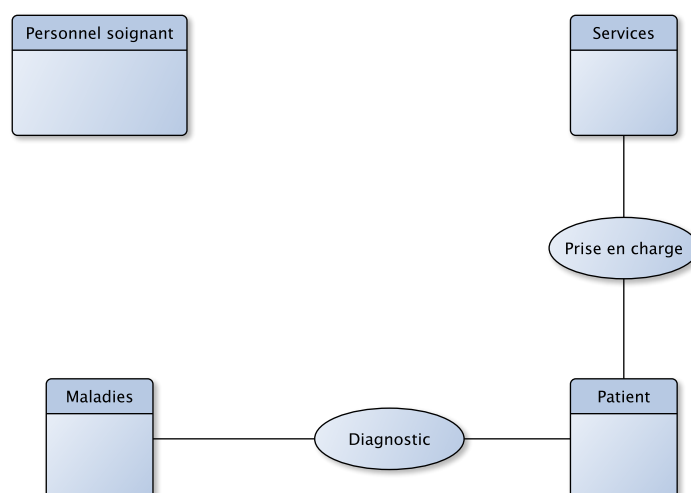 Personnel soignant
Services
Prise en charge
Maladies
Diagnostic
Patient